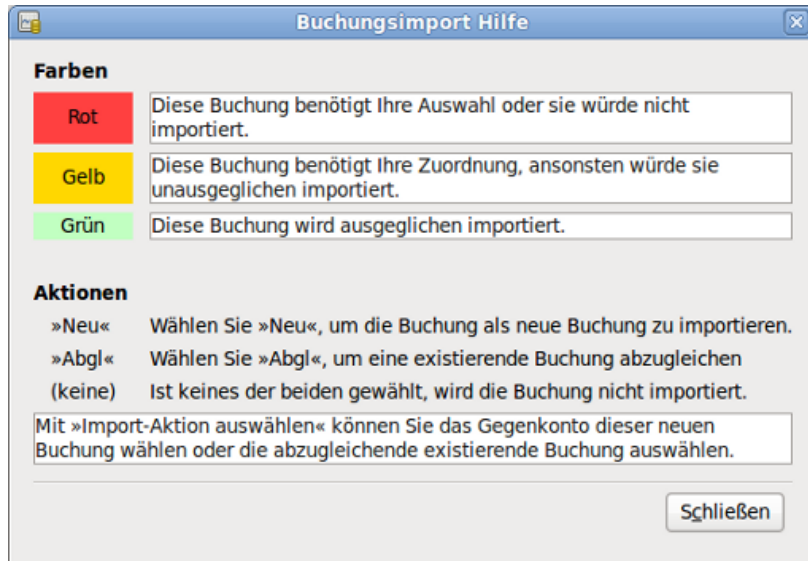 Buchungsimport Hilfe
Farben
Rot
Diese Buchung benötigt Ihre Auswahl oder sie würde nicht
importiert.
Gelb
Diese Buchung benötigt Ihre Zuordnung, ansonsten würde sie
unausgeglichen importiert.
Grün
Diese Buchung wird ausgeglichen importiert.
Aktionen
»Neu« Wählen Sie »Neu«, um die Buchung als neue Buchung zu importieren.
»Abgl« Wählen Sie »Abgl«, um eine existierende Buchung abzugleichen
(keine) Ist keines der beiden gewählt, wird die Buchung nicht importiert.
Mit »Import-Aktion auswählen« können Sie das Gegenkonto dieser neuen
Buchung wählen oder die abzugleichende existierende Buchung auswählen.
Schließen